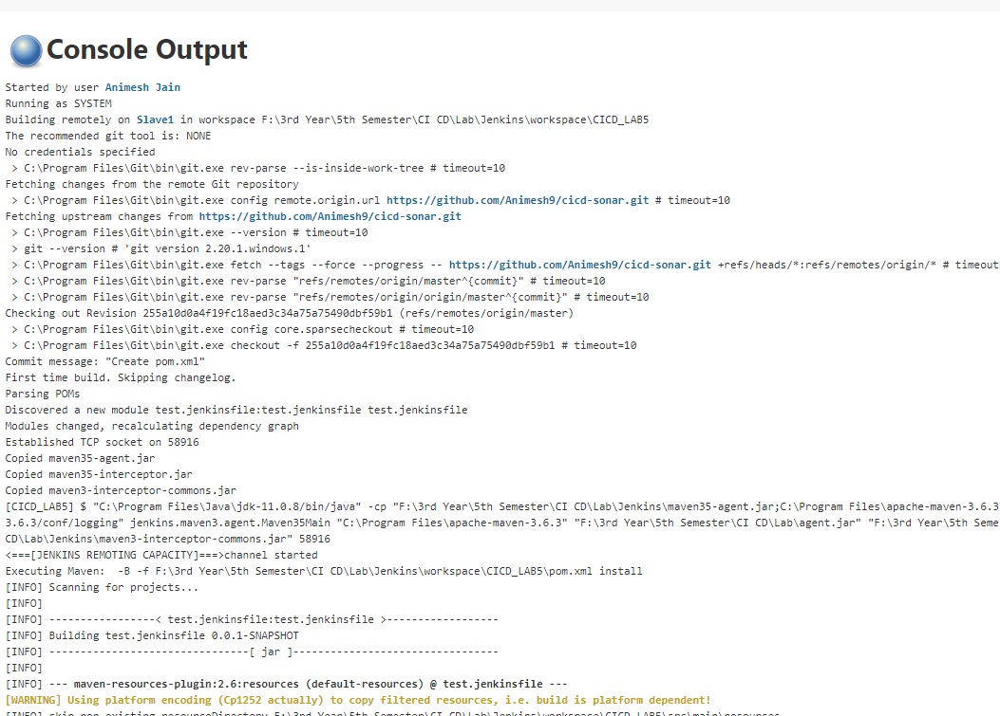 Console Output
Started by user Animesh Jain
Running as SYSTEM
Building remotely on Slave1 in workspace F:\3rd Year\5th Semester\CI CD\Lab\Jenkins\workspace\CICD_LAB5
The recommended git tool is: NONE
No credentials specified
> C:\Program Files\Git\bin\git.exe rev-parse --is-inside-work-tree # timeout=10
Fetching changes from the remote Git repository
> C:\Program Files\Git\bin\git.exe config remote.origin.url https://github.com/Animesh9/cicd-sonar.git # timeout=10
Fetching upstream changes from https://github.com/Animesh9/cicd-sonar.git
> C:\Program Files\Git\bin\git.exe --version # timeout=10
> git --version # 'git version 2.20.1.windows.1'
> C:\Program Files\Git\bin\git.exe fetch --tags --force --progress -- https://github.com/Animesh9/cicd-sonar.git +refs/heads/*:refs/remotes/origin/* # timeout
> C:\Program Files\Git\bin\git.exe rev-parse "refs/remotes/origin/master^{commit}" # timeout=10
> C:\Program Files\Git\bin\git.exe rev-parse "refs/remotes/origin/origin/master^{commit}" # timeout=10
Checking out Revision 255a10d0a4f19fc18aed3c34a75a75490dbf59b1 (refs/remotes/origin/master)
> C:\Program Files\Git\bin\git.exe config core.sparsecheckout # timeout=10
> C:\Program Files\Git\bin\git.exe checkout -f 255a10d0a4f19fc18aed3c34a75a75490dbf59b1 # timeout=10
Commit message: "Create pom.xml"
First time build. Skipping changelog.
Parsing POMs
Discovered a new module test.jenkinsfile:test.jenkinsfile test.jenkinsfile
Modules changed, recalculating dependency graph
Established TCP socket on 58916
Copied maven35-agent.jar
Copied maven35-interceptor.jar
Copied maven3-interceptor-commons.jar
[CICD_LAB5] $ "C:\Program Files\Java\jdk-11.0.8/bin/java" -cp "F:\3rd Year\5th Semester\CI CD\Lab\Jenkins\maven35-agent.jar;C:\Program Files\apache-maven-3.6.3
3.6.3/conf/logging" jenkins.maven3.agent.Maven35Main "C:\Program Files\apache-maven-3.6.3" "F:\3rd Year\5th Semester\CI CD\Lab\agent.jar" "F:\3rd Year\5th Seme
CD\Lab\Jenkins\maven3-interceptor-commons.jar" 58916
<===[JENKINS REMOTING CAPACITY]===>channel started
Executing Maven:  -B -f F:\3rd Year\5th Semester\CI CD\Lab\Jenkins\workspace\CICD_LAB5\pom.xml install
[INFO] Scanning for projects...
[INFO]
[INFO] -----------------< test.jenkinsfile:test.jenkinsfile >------------------
[INFO] Building test.jenkinsfile 0.0.1-SNAPSHOT
[INFO] --------------------------------[ jar ]---------------------------------
[INFO]
[INFO] --- maven-resources-plugin:2.6:resources (default-resources) @ test.jenkinsfile ---
[WARNING] Using platform encoding (Cp1252 actually) to copy filtered resources, i.e. build is platform dependent!
[INFO] skip non existing resourceDirectory F:\3rd Year\5th Semester\CI CD\Lab\Jenkins\workspace\CICD_LAB5\src\main\resources